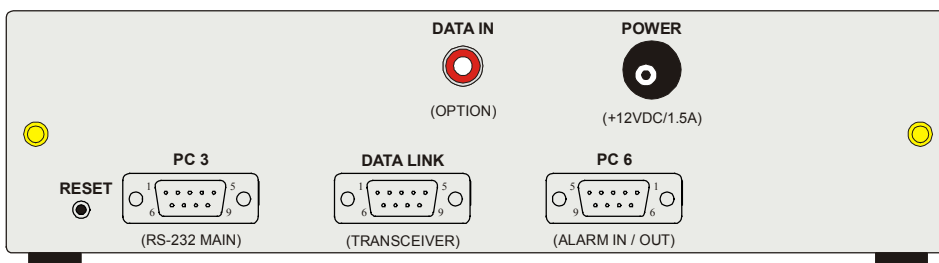 DATA IN
POWER
(OPTION)
(+12VDC/1.5A)
PC 3
DATA LINK
PC 6
RESET
1 5
6 9
1 5
6 9
5 1
9 6
(RS-232 MAIN)
(TRANSCEIVER)
(ALARM IN / OUT)